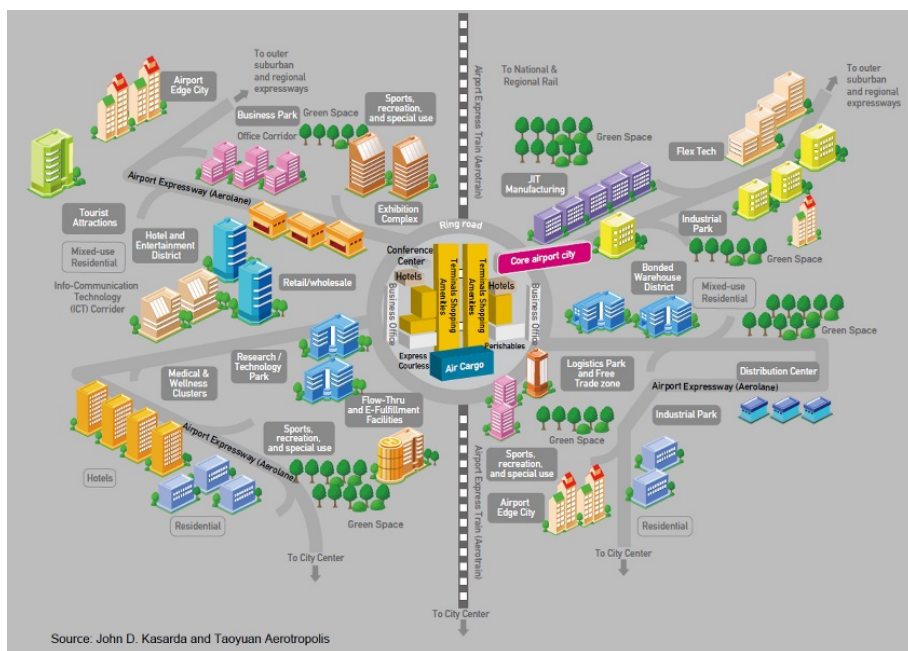 To outer
suburban
and regional
expressways
Airport
Edge City
Business Park
Green Space
Sports,
recreation,
and special use
Office Corridor
Airport Expressway (Aerolane)
Tourist
Attractions
Exhibition
Complex
Mixed-use
Residential
Hotel and
Entertainment
District
Info-Communication
Technology
(ICT) Corridor
Retail/wholesale
Airport Express Train (Aerotrain)
To National &
Regional Rail
Green Space
To outer
suburban
and regional
expressways
Flex Tech
JIT
Manufacturing
Industrial
Park
Green Space
Ring road
Core airport city
Conference
Center
Hotels
Terminals Shopping
Amenities
Terminals Shopping
Amenities
Hotels
Business Office
Business Office
Express
Couriess
Perishables
Air Cargo
Bonded
Warehouse
District
Mixed-use
Residential
Green Space
Research /
Technology
Park
Medical &
Wellness
Clusters
Flow-Thru
and E-Fulfillment
Facilities
Airport Expressway (Aerolane)
Sports,
recreation,
and special use
Hotels
Residential
Green Space
To City Center
Logistics Park
and Free
Trade zone
Distribution Center
Airport Expressway (Aerolane)
Industrial Park
Green Space
Sports,
recreation,
and special use
Airport
Edge City
Residential
To City Center
Airport Express Train (Aerotrain)
To City Center
Source: John D. Kasarda and Taoyuan Aerotropolis